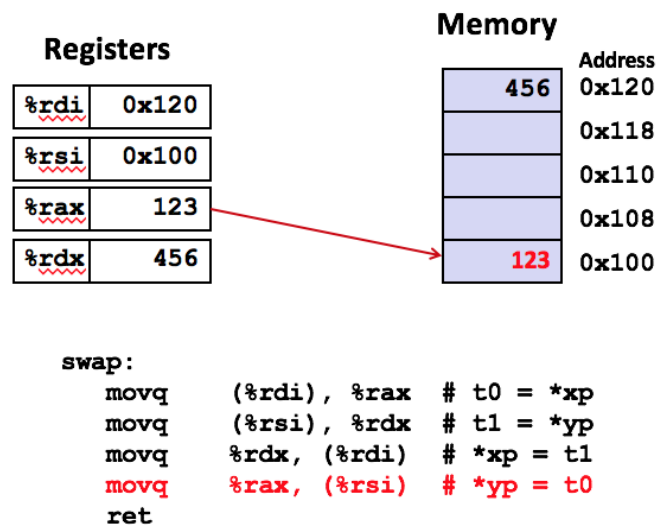 Registers
Memory
Address
%rdi 0x120
%rsi 0x100
%rax 123
%rdx 456
456 0x120
0x118
0x110
0x108
123 0x100
swap:
movq (%rdi), %rax # t0 = *xp
movq (%rsi), %rdx # t1 = *yp
movq %rdx, (%rdi) # *xp = t1
movq %rax, (%rsi) # *yp = t0
ret